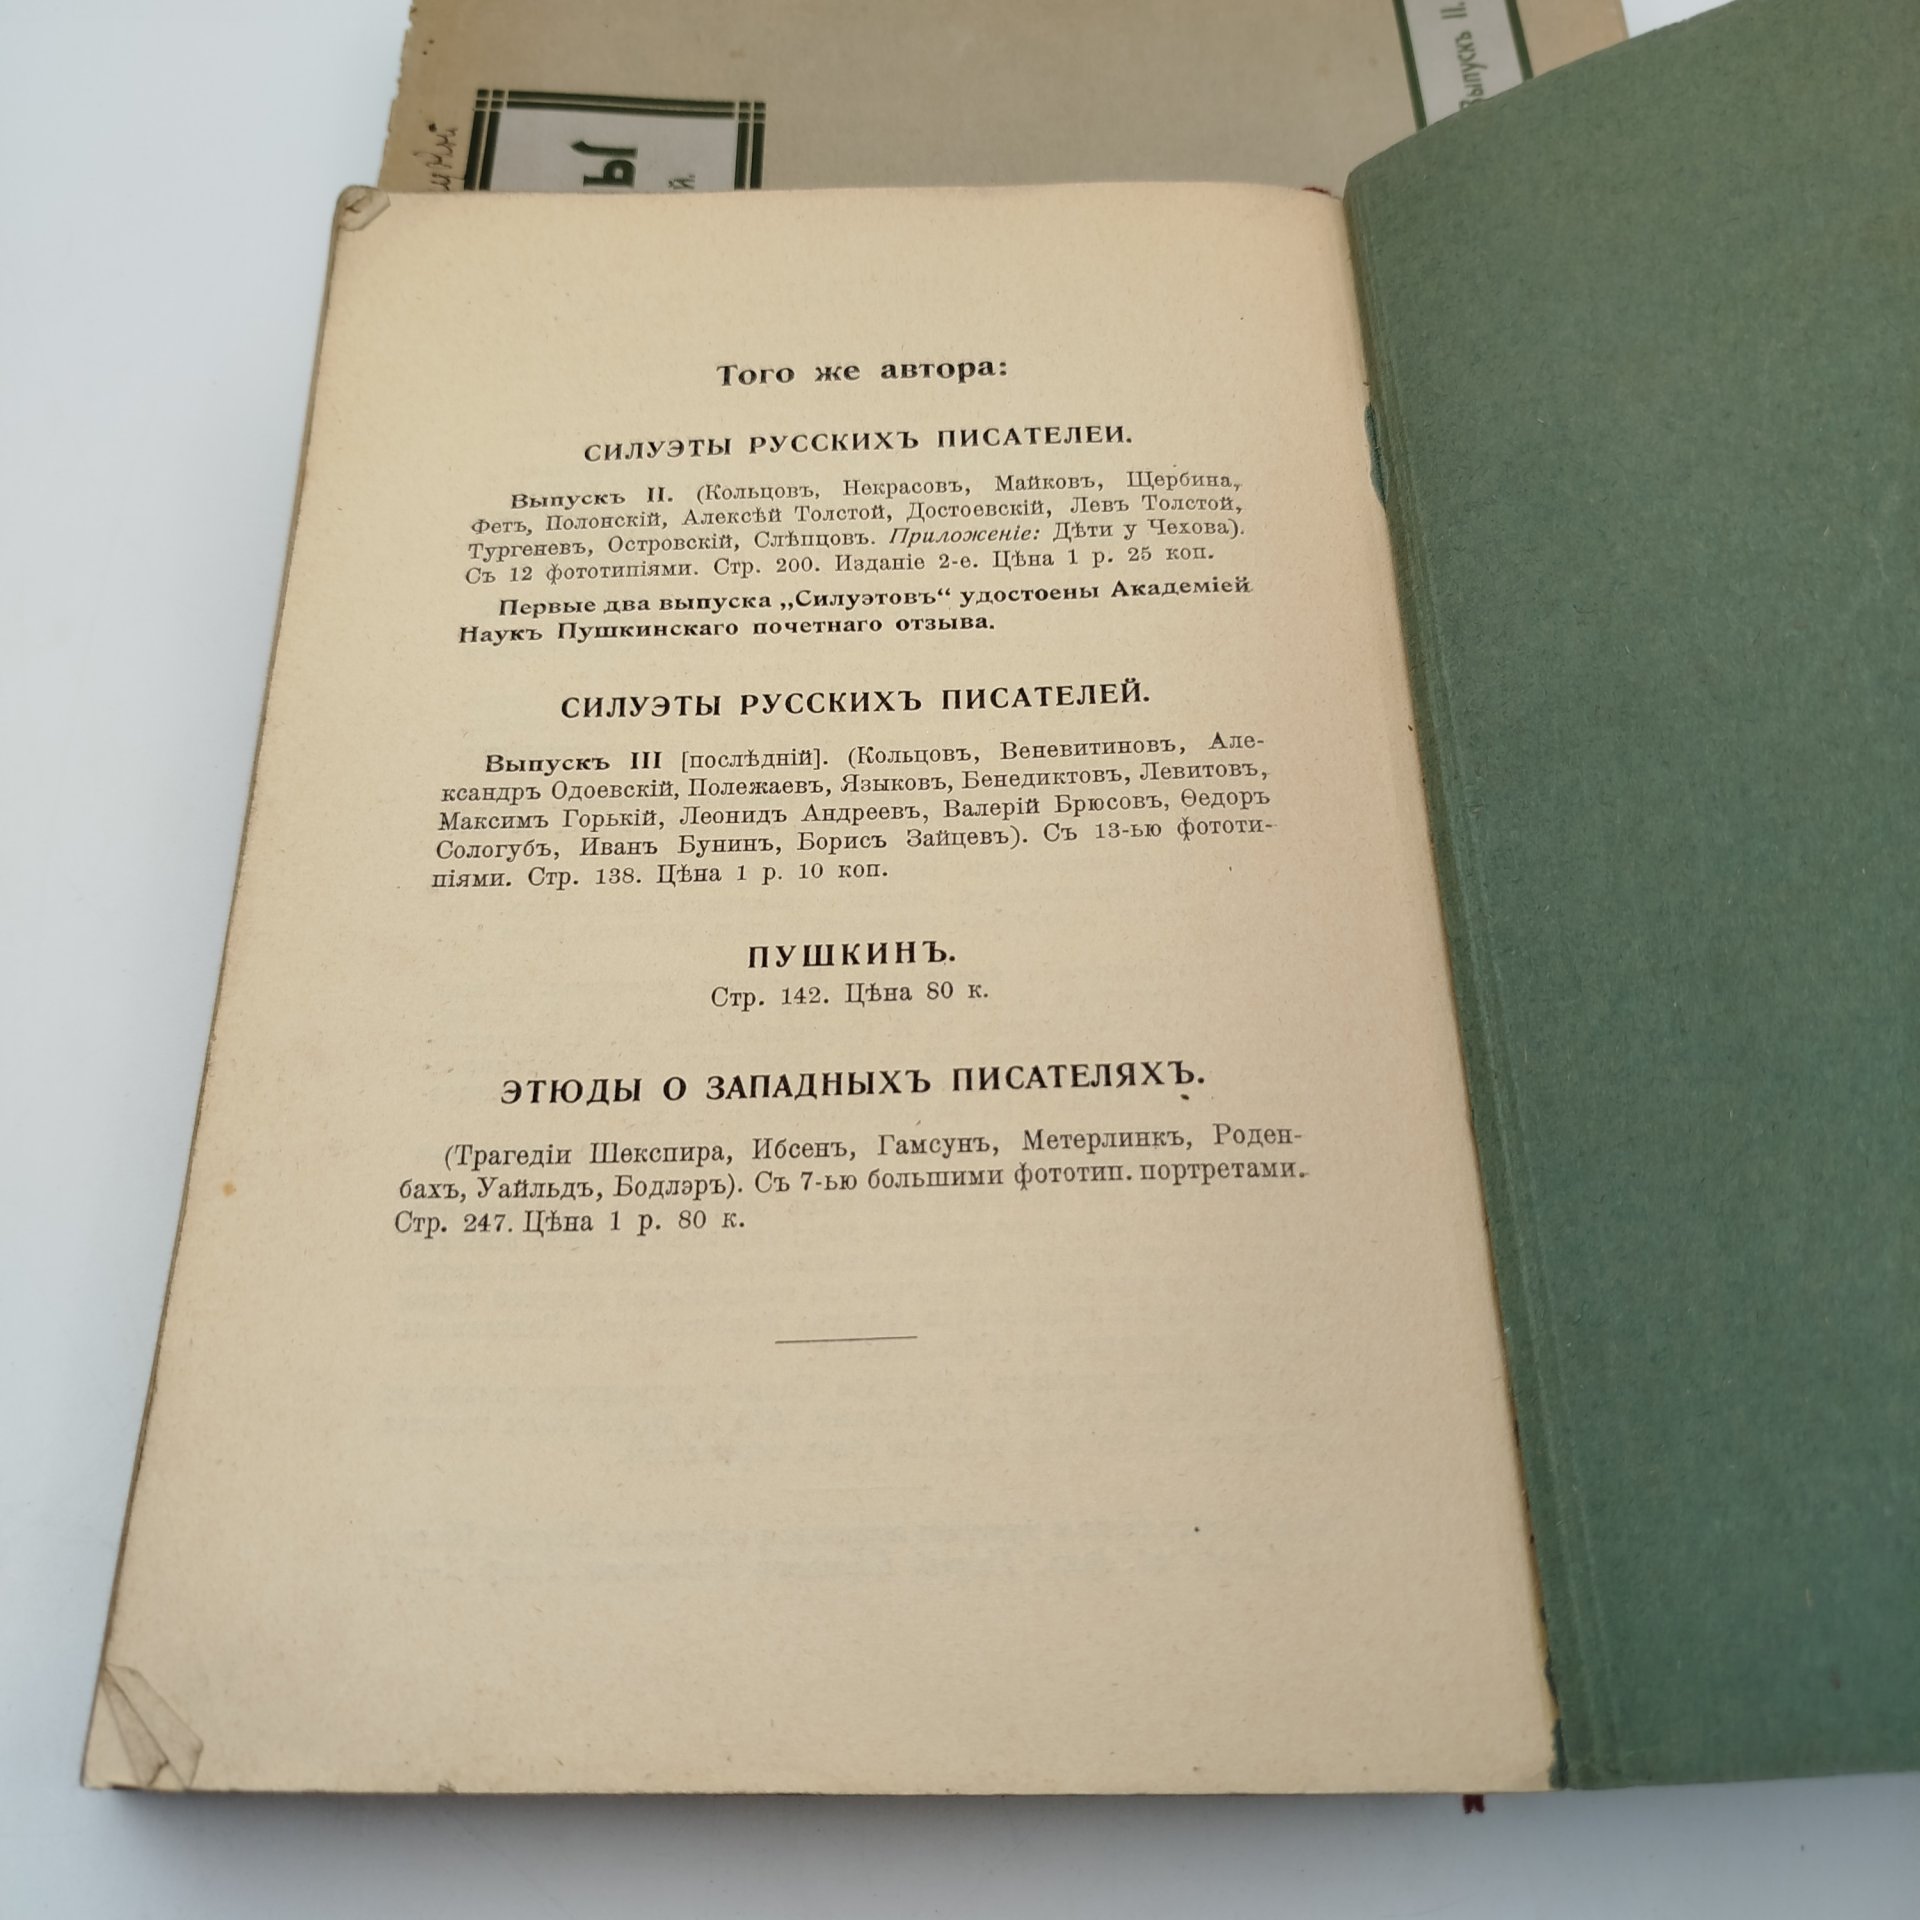 Выпускъ II.
Того же автора:
СИЛУЭТЫ РУССКИХЪ ПИСАТЕЛЕИ.
Выпускъ II. (Кольцовъ, Некрасовъ, Майковъ, Щербина,
Фетъ, Полонскій, Алексѣй Толстой, Достоевскій, Левъ Толстой,
Тургеневъ, Островскій, Слѣпцовъ. Приложеніе: Дѣти у Чехова).
Съ 12 фототипіями. Стр. 200. Изданіе 2-е. Цѣна 1 р. 25 коп.
Первые два выпуска „Силуэтовъ“ удостоены Академіей
Наукъ Пушкинскаго почетнаго отзыва.
СИЛУЭТЫ РУССКИХЪ ПИСАТЕЛЕЙ.
Выпускъ III [послѣдній]. (Кольцовъ, Веневитиновъ, Але-
ксандръ Одоевскій, Полежаевъ, Языковъ, Бенедиктовъ, Левитовъ,
Максимъ Горькій, Леонидъ Андреевъ, Валерій Брюсовъ, Ѳедоръ
Сологубъ, Иванъ Бунинъ, Борисъ Зайцевъ). Съ 13-ью фототи-
піями. Стр. 138. Цѣна 1 р. 10 коп.
ПУШКИНЪ.
Стр. 142. Цѣна 80 к.
ЭТЮДЫ О ЗАПАДНЫХЪ ПИСАТЕЛЯХЪ.
(Трагедіи Шекспира, Ибсенъ, Гамсунъ, Метерлинкъ, Роден-
бахъ, Уайльдъ, Бодлэръ). Съ 7-ью большими фототип. портретами.
Стр. 247. Цѣна 1 р. 80 к.